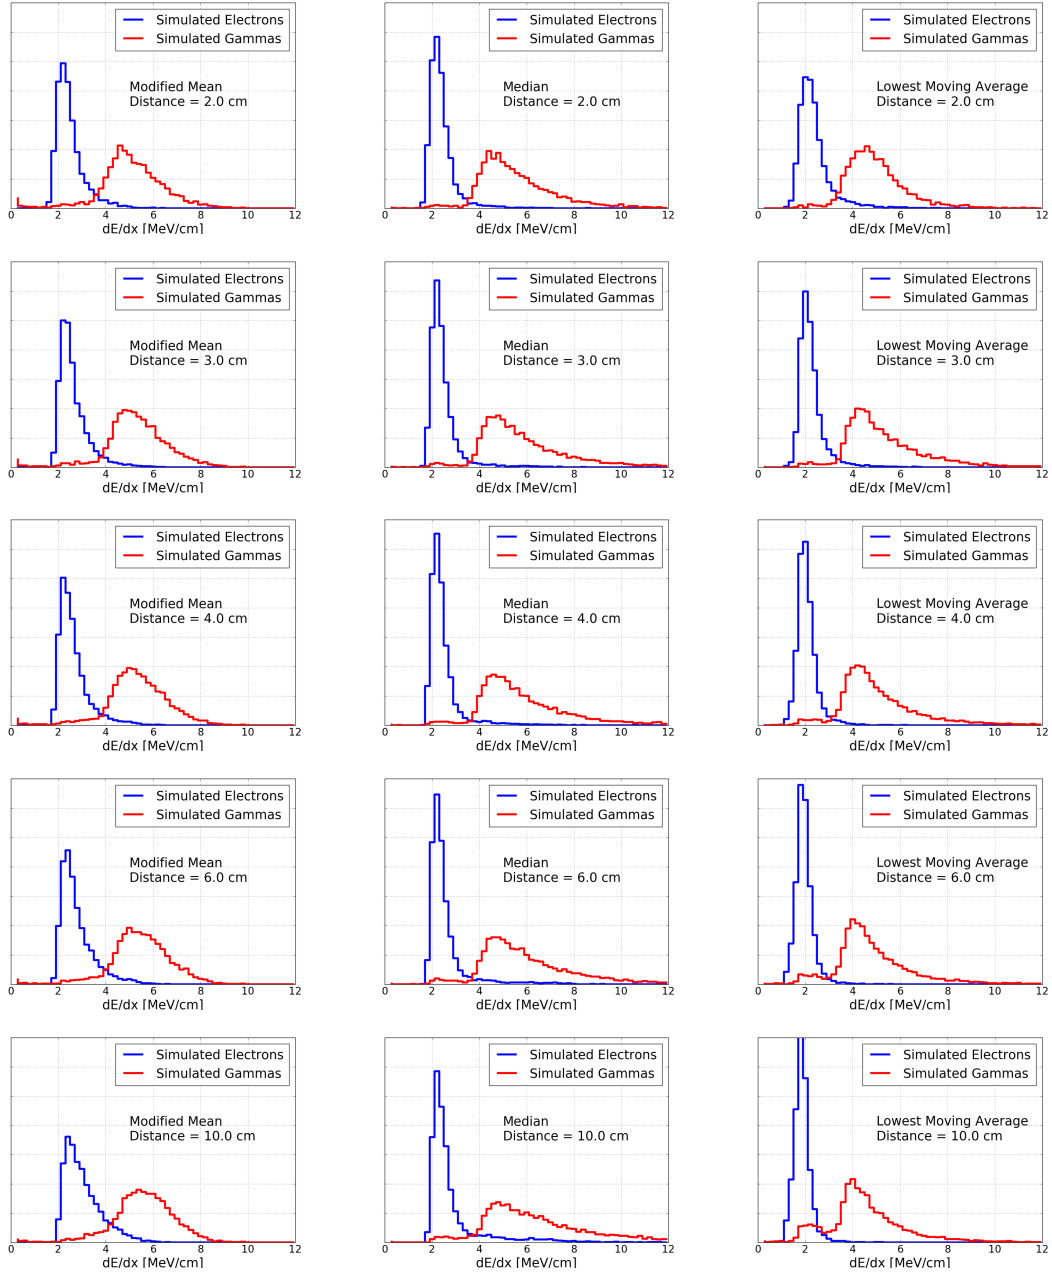 Simulated Electrons
Simulated Gammas
Modified Mean
Distance = 2.0 cm
0 2 4 6 8 10 12
dE/dx [MeV/cm]
Simulated Electrons
Simulated Gammas
Median
Distance = 2.0 cm
0 2 4 6 8 10 12
dE/dx [MeV/cm]
Simulated Electrons
Simulated Gammas
Lowest Moving Average
Distance = 2.0 cm
0 2 4 6 8 10 12
dE/dx [MeV/cm]
Simulated Electrons
Simulated Gammas
Modified Mean
Distance = 3.0 cm
0 2 4 6 8 10 12
dE/dx [MeV/cm]
Simulated Electrons
Simulated Gammas
Median
Distance = 3.0 cm
0 2 4 6 8 10 12
dE/dx [MeV/cm]
Simulated Electrons
Simulated Gammas
Lowest Moving Average
Distance = 3.0 cm
0 2 4 6 8 10 12
dE/dx [MeV/cm]
Simulated Electrons
Simulated Gammas
Modified Mean
Distance = 4.0 cm
0 2 4 6 8 10 12
dE/dx [MeV/cm]
Simulated Electrons
Simulated Gammas
Median
Distance = 4.0 cm
0 2 4 6 8 10 12
dE/dx [MeV/cm]
Simulated Electrons
Simulated Gammas
Lowest Moving Average
Distance = 4.0 cm
0 2 4 6 8 10 12
dE/dx [MeV/cm]
Simulated Electrons
Simulated Gammas
Modified Mean
Distance = 6.0 cm
0 2 4 6 8 10 12
dE/dx [MeV/cm]
Simulated Electrons
Simulated Gammas
Median
Distance = 6.0 cm
0 2 4 6 8 10 12
dE/dx [MeV/cm]
Simulated Electrons
Simulated Gammas
Lowest Moving Average
Distance = 6.0 cm
0 2 4 6 8 10 12
dE/dx [MeV/cm]
Simulated Electrons
Simulated Gammas
Modified Mean
Distance = 10.0 cm
0 2 4 6 8 10 12
dE/dx [MeV/cm]
Simulated Electrons
Simulated Gammas
Median
Distance = 10.0 cm
0 2 4 6 8 10 12
dE/dx [MeV/cm]
Simulated Electrons
Simulated Gammas
Lowest Moving Average
Distance = 10.0 cm
0 2 4 6 8 10 12
dE/dx [MeV/cm]